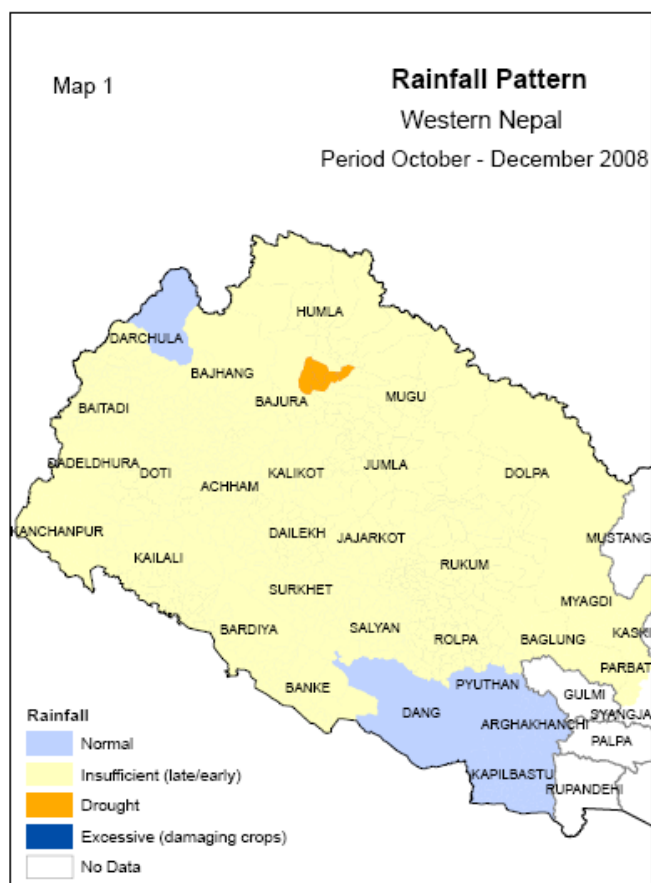 Map 1
Rainfall Pattern
Western Nepal
Period October - December 2008
HUMLA
DARCHULA
BAJHANG
BAJURA
MUGU
BAITADI
DADELDHURA
DOTI
ACHHAM
KALIKOT
JUMLA
DOLPA
KANCHANPUR
DAILEKH
JAJARKOT
MUSTANG
KAILALI
RUKUM
SURKHET
MYAGDI
BARDIYA
SALYAN
ROLPA
BAGLUNG
KASKI
PARBAT
BANKE
PYUTHAN
GULMI
DANG
ARGHAKHANCHI
SYANGJA
PALPA
KAPILBASTU
RUPANDEHI
Rainfall
Normal
Insufficient (late/early)
Drought
Excessive (damaging crops)
No Data